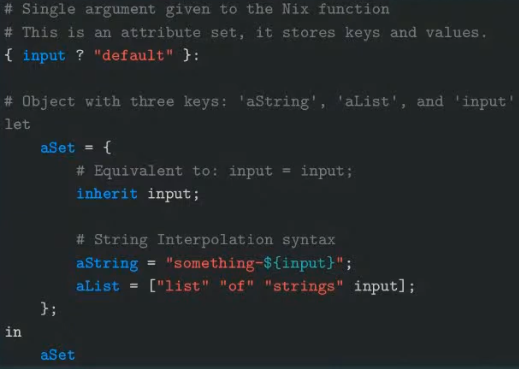 # Single argument given to the Nix function
# This is an attribute set, it stores keys and values.
{ input ? "default" }:
# Object with three keys: 'aString', 'aList', and 'input'
let
aSet = {
# Equivalent to: input = input;
inherit input;
# String Interpolation syntax
aString = "something-${input}";
aList = ["list" "of" "strings" input];
};
in
aSet